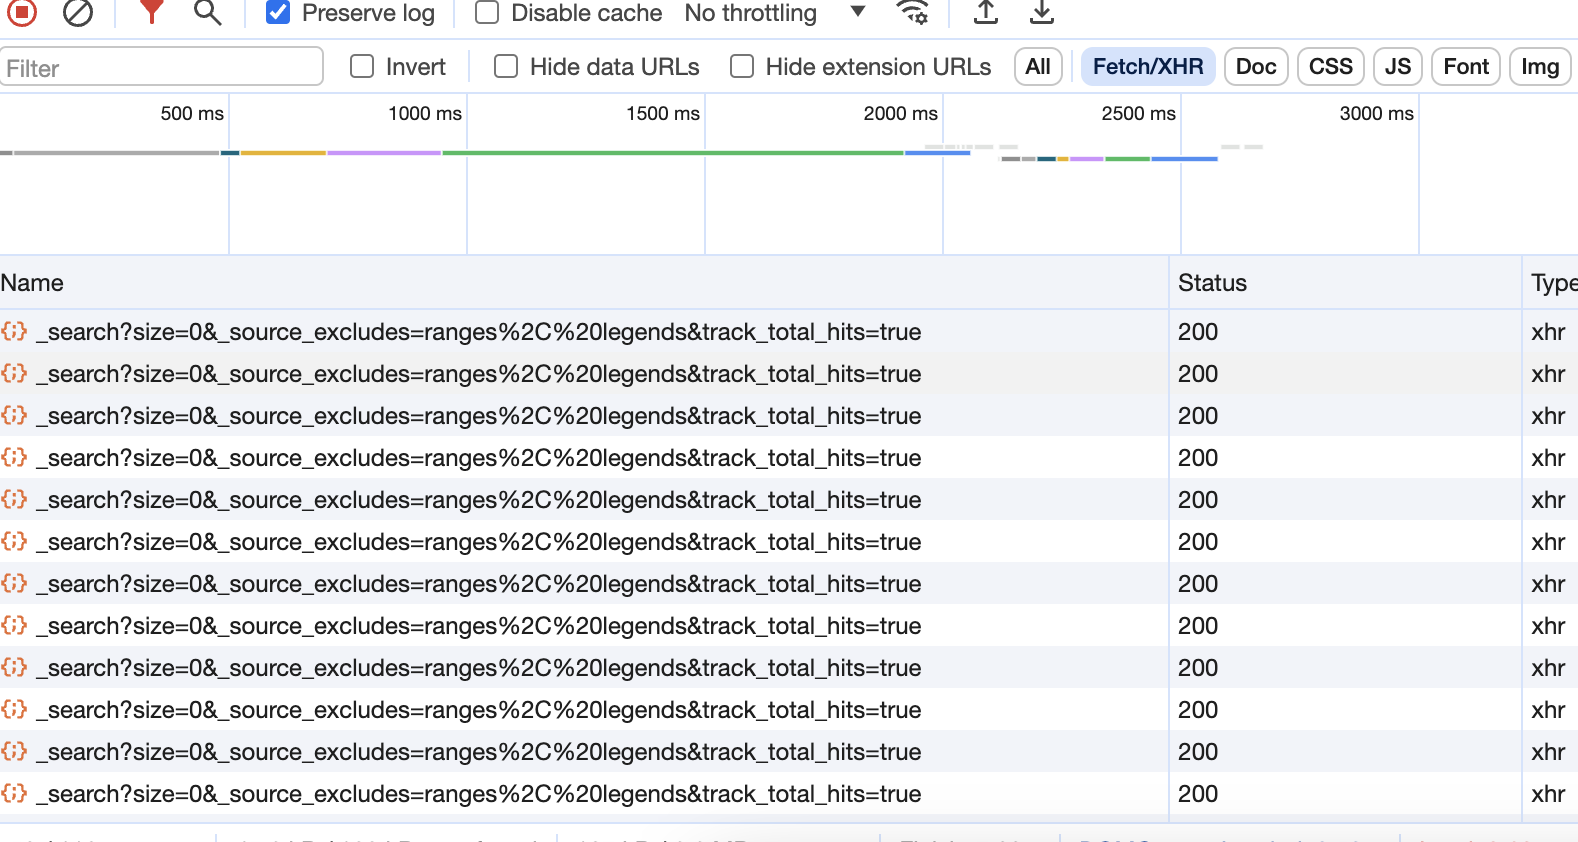 Preserve log Disable cache No throttling
Filter Invert Hide data URLs Hide extension URLs All Fetch/XHR Doc CSS JS Font Img
500 ms 1000 ms 1500 ms 2000 ms 2500 ms 3000 ms
Name Status Type
_search?size=0&_source_excludes=ranges%2C%20legends&track_total_hits=true 200 xhr
_search?size=0&_source_excludes=ranges%2C%20legends&track_total_hits=true 200 xhr
_search?size=0&_source_excludes=ranges%2C%20legends&track_total_hits=true 200 xhr
_search?size=0&_source_excludes=ranges%2C%20legends&track_total_hits=true 200 xhr
_search?size=0&_source_excludes=ranges%2C%20legends&track_total_hits=true 200 xhr
_search?size=0&_source_excludes=ranges%2C%20legends&track_total_hits=true 200 xhr
_search?size=0&_source_excludes=ranges%2C%20legends&track_total_hits=true 200 xhr
_search?size=0&_source_excludes=ranges%2C%20legends&track_total_hits=true 200 xhr
_search?size=0&_source_excludes=ranges%2C%20legends&track_total_hits=true 200 xhr
_search?size=0&_source_excludes=ranges%2C%20legends&track_total_hits=true 200 xhr
_search?size=0&_source_excludes=ranges%2C%20legends&track_total_hits=true 200 xhr
_search?size=0&_source_excludes=ranges%2C%20legends&track_total_hits=true 200 xhr